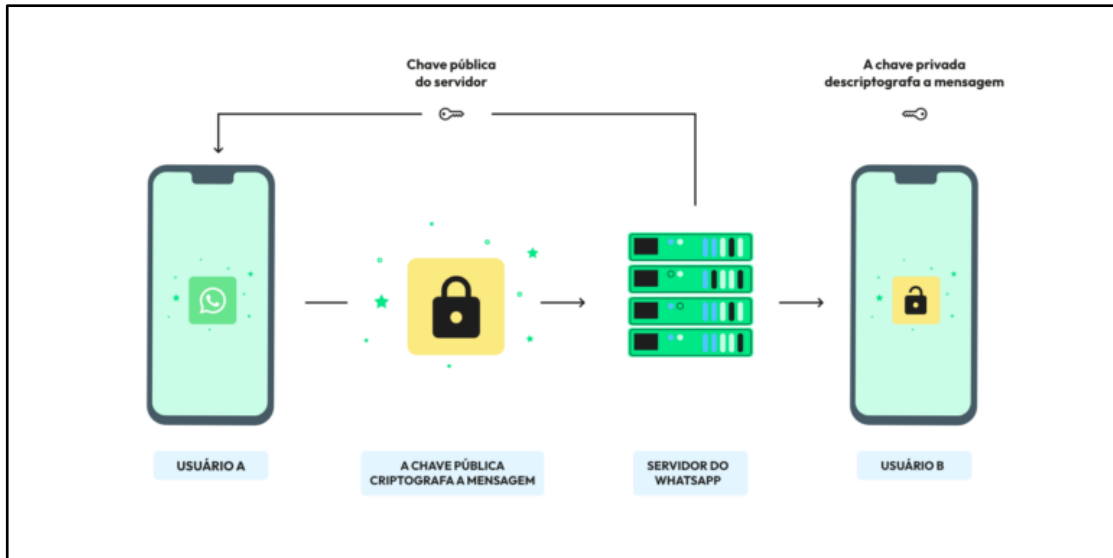 Chave pública
do servidor
A chave privada
descriptografa a mensagem
USUÁRIO A
A CHAVE PÚBLICA
CRIPTOGRAFA A MENSAGEM
SERVIDOR DO
WHATSAPP
USUÁRIO B